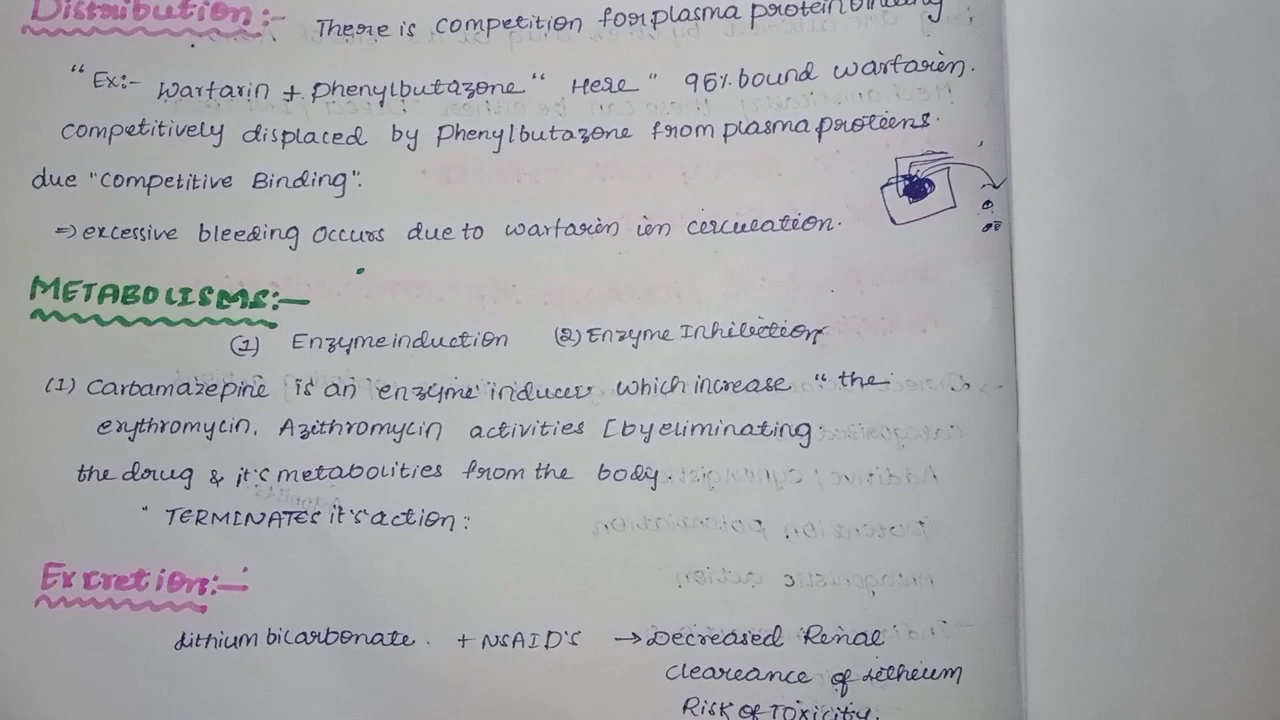 Distribution:- There is competition for plasma protein binding
"Ex:- Warfarin + Phenylbutazone" Here" 96% bound warfarin.
competitively displaced by Phenylbutazone from plasma proteins.
due "competitive Binding".
⇒ excessive bleeding occurs due to warfarin in circulation.
METABOLISMS:-
(1) Enzyme induction (2) Enzyme Inhibition
(1) Carbamazepine is an enzyme inducer which increase "the
erythromycin, Azithromycin activities [by eliminating
the drug & it's metabolities from the body.
" TERMINATES it's action:
Excretion:-
Lithium bicarbonate. + NSAID'S → Decreased Renal
Cleareance of Litheium
Risk OF TOXICITY.